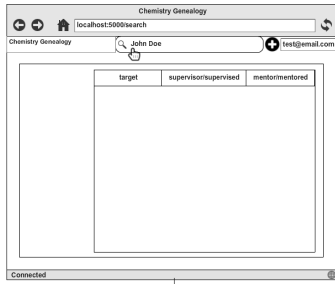 Chemistry Genealogy
localhost:5000/search
Chemistry Genealogy
John Doe
test@email.com
target supervisor/supervised mentor/mentored
Connected